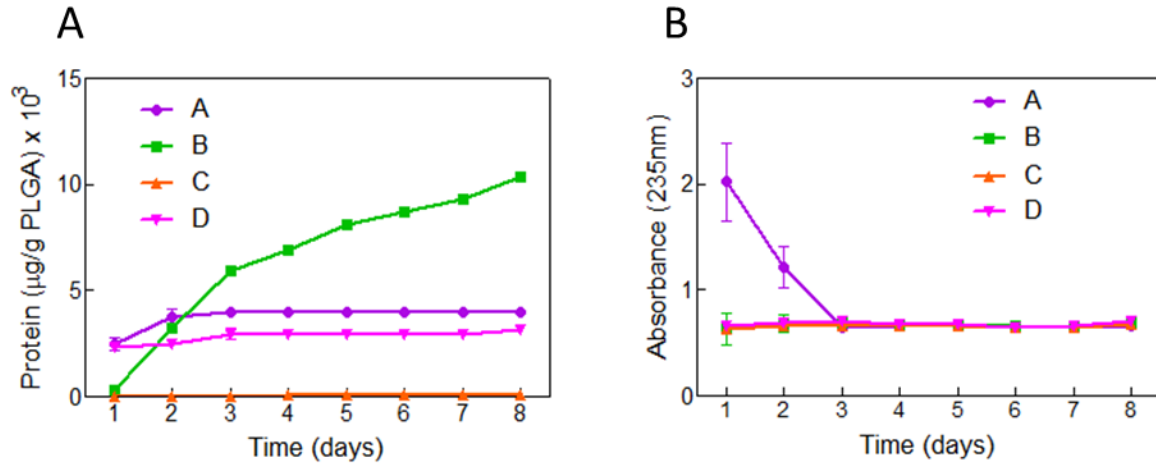 A
Protein (µg/g PLGA) x 10³
15
10
5
0
A
B
C
D
1 2 3 4 5 6 7 8
Time (days)
B
Absorbance (235nm)
3
2
1
0
A
B
C
D
1 2 3 4 5 6 7 8
Time (days)